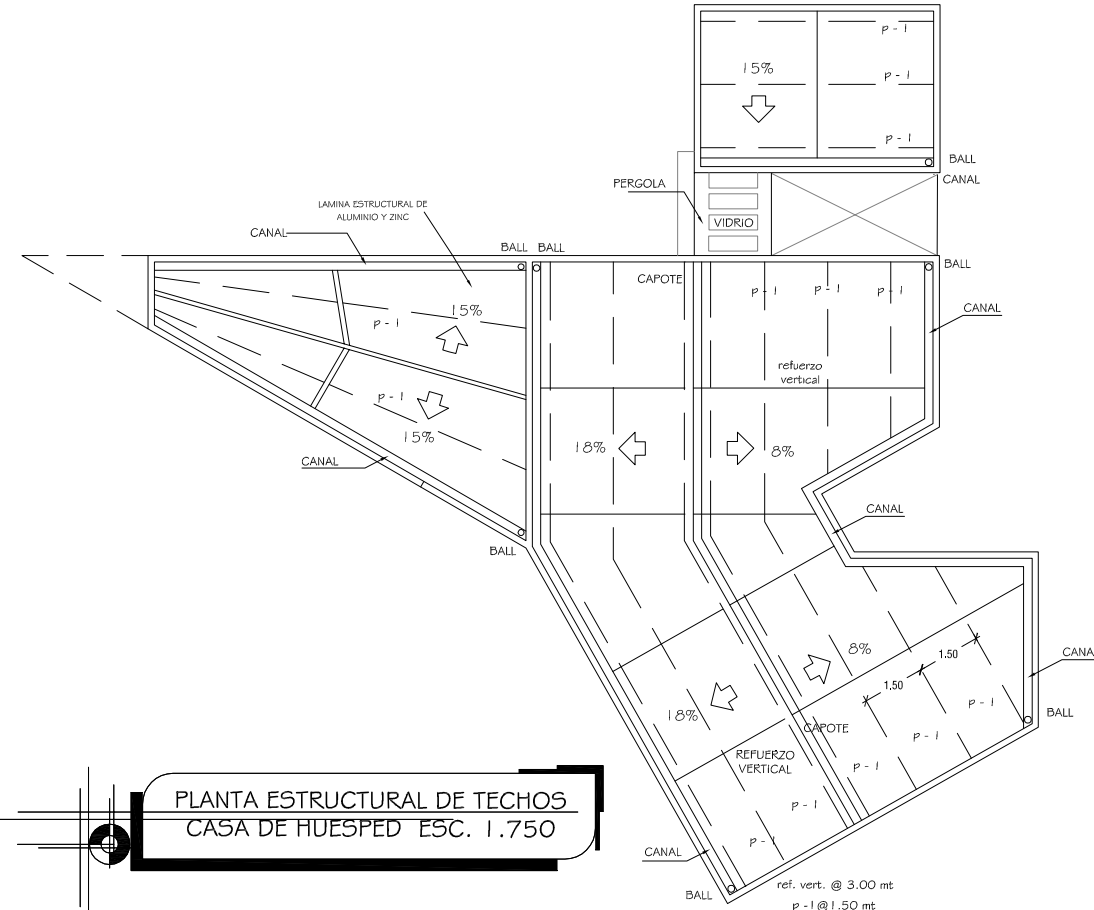 p - 1
15%
p - 1
p - 1
BALL
CANAL
PERGOLA
VIDRIO
LAMINA ESTRUCTURAL DE
ALUMINIO Y ZINC
CANAL
BALL BALL
BALL
CAPOTE
p - 1 p - 1 p - 1
15%
p - 1
CANAL
refuerzo
vertical
p - 1
15%
18%
8%
CANAL
CANAL
BALL
8%
1.50
1.50
CANA
p - 1
BALL
18%
CAPOTE
p - 1
REFUERZO
VERTICAL
p - 1
p - 1
p - 1
PLANTA ESTRUCTURAL DE TECHOS
CASA DE HUESPED ESC. 1.750
CANAL
BALL
ref. vert. @ 3.00 mt
p -1@1.50 mt